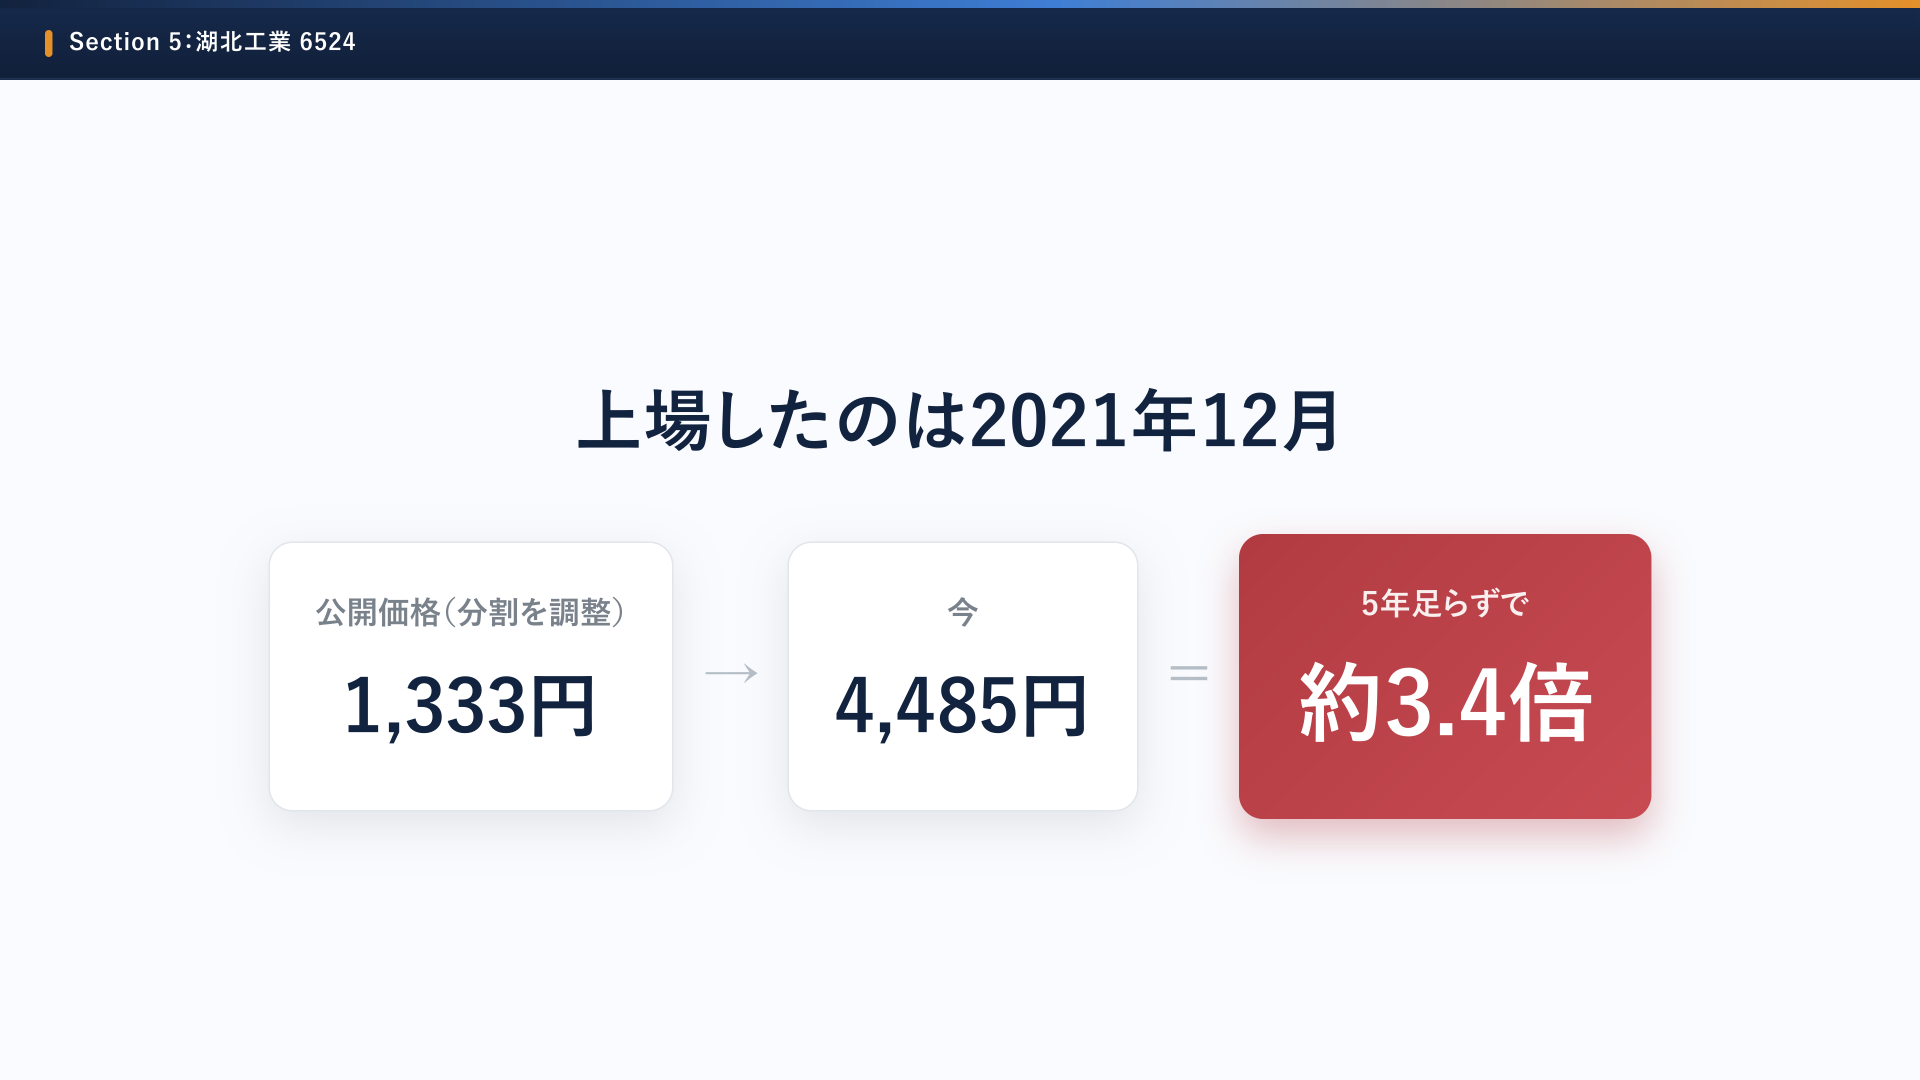 Section 5：湖北工業 6524
上場したのは2021年12月
公開価格（分割を調整）
1,333円
→
今
4,485円
＝
5年足らずで
約3.4倍